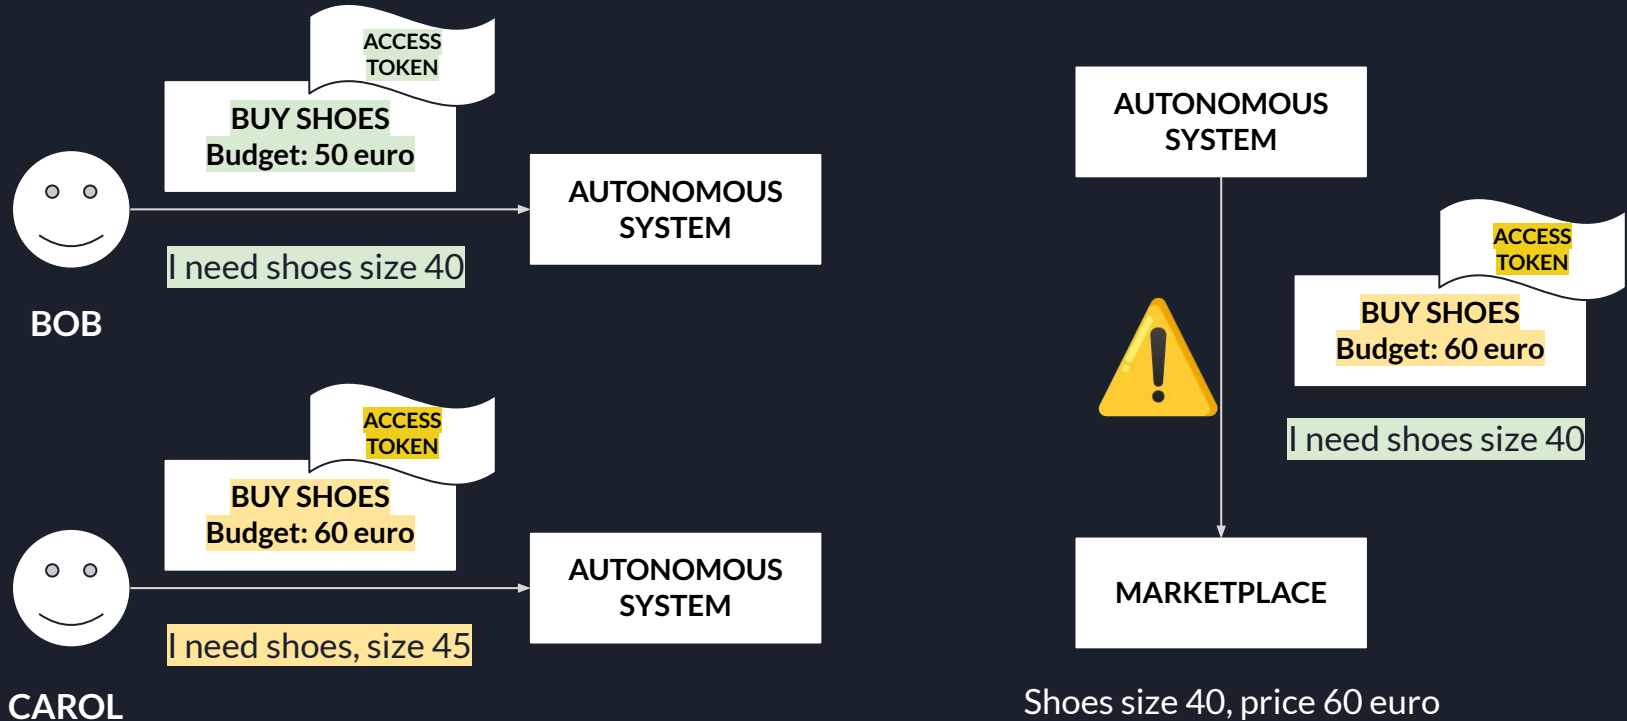 ACCESS
TOKEN
BUY SHOES
Budget: 50 euro
AUTONOMOUS
SYSTEM
I need shoes size 40
BOB
ACCESS
TOKEN
BUY SHOES
Budget: 60 euro
AUTONOMOUS
SYSTEM
I need shoes, size 45
CAROL
AUTONOMOUS
SYSTEM
ACCESS
TOKEN
BUY SHOES
Budget: 60 euro
I need shoes size 40
MARKETPLACE
Shoes size 40, price 60 euro